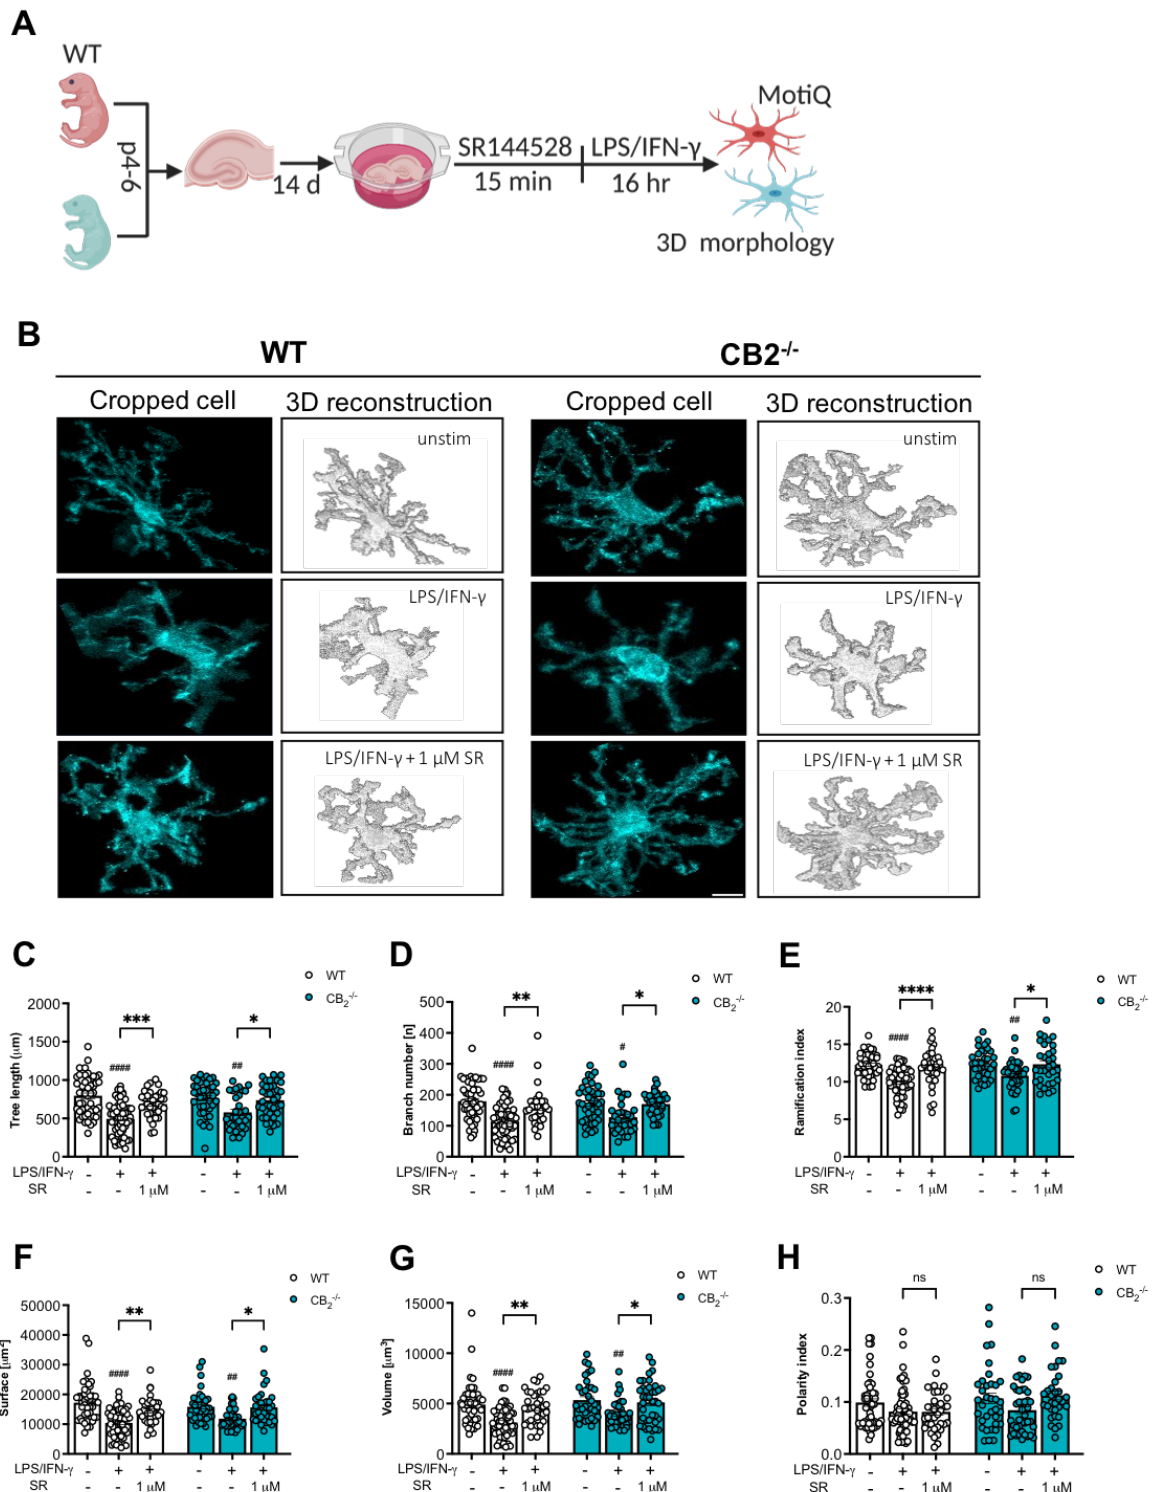 A
WT
p4-6
14 d
SR144528
15 min
LPS/IFN-γ
16 hr
MotiQ
3D morphology
B
WT
CB2-/-
Cropped cell
3D reconstruction
Cropped cell
3D reconstruction
unstim
unstim
LPS/IFN-γ
LPS/IFN-γ
LPS/IFN-γ + 1 μM SR
LPS/IFN-γ + 1 μM SR
C
WT
CB2-/-
Tree length (μm)
2000
1500
1000
500
0
*** *
#### ##
LPS/IFN-γ - + + - + +
SR - - 1 μM - - 1 μM
D
WT
CB2-/-
Branch number [n]
500
400
300
200
100
0
** *
#### #
LPS/IFN-γ - + + - + +
SR - - 1 μM - - 1 μM
E
WT
CB2-/-
Ramification index
20
15
10
5
0
**** *
#### ##
LPS/IFN-γ - + + - + +
SR - - 1 μM - - 1 μM
F
WT
CB2-/-
Surface [μm²]
50000
40000
30000
20000
10000
0
** *
#### ##
LPS/IFN-γ - + + - + +
SR - - 1 μM - - 1 μM
G
WT
CB2-/-
Volume [μm³]
15000
10000
5000
0
** *
#### ##
LPS/IFN-γ - + + - + +
SR - - 1 μM - - 1 μM
H
WT
CB2-/-
Polarity index
0.3
0.2
0.1
0.0
ns ns
LPS/IFN-γ - + + - + +
SR - - 1 μM - - 1 μM